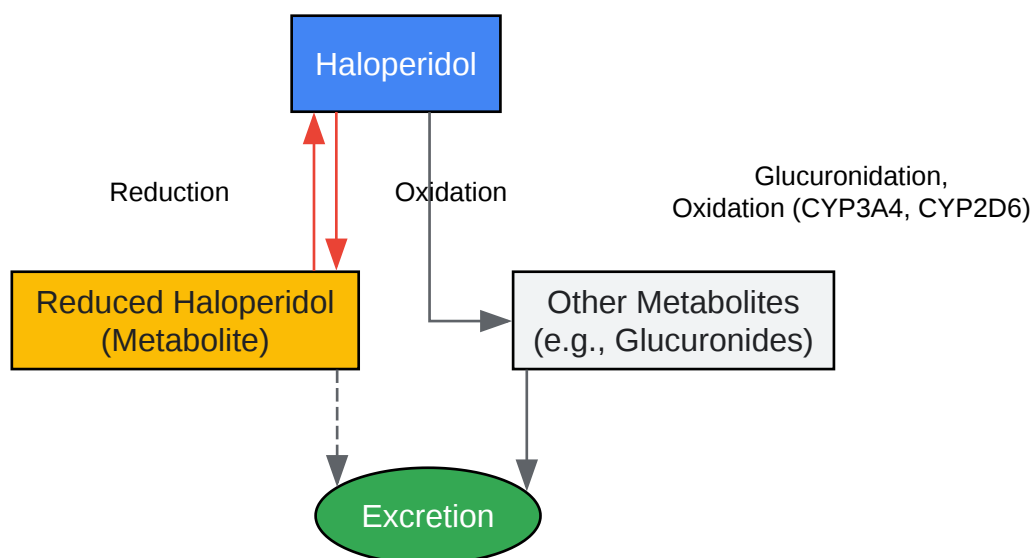 Haloperidol
Reduction
Oxidation
Glucuronidation,
Oxidation (CYP3A4, CYP2D6)
Reduced Haloperidol
(Metabolite)
Other Metabolites
(e.g., Glucuronides)
Excretion